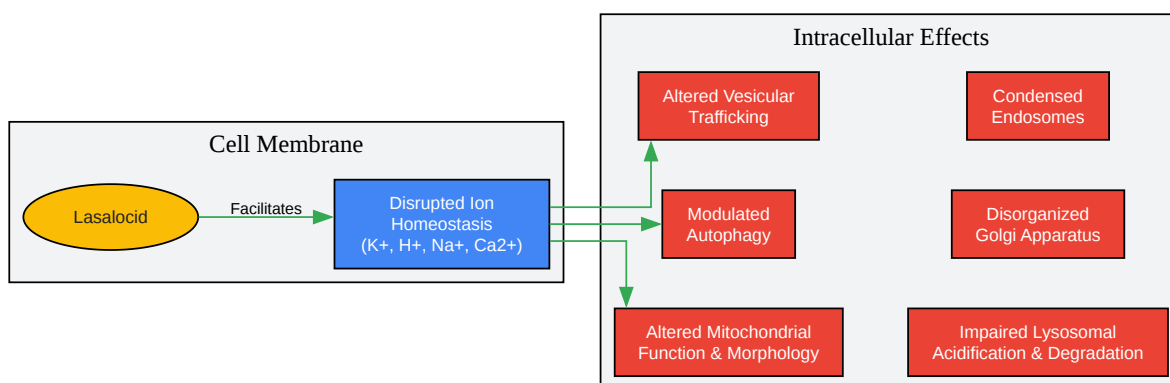 Intracellular Effects
Altered Vesicular
Trafficking
Condensed
Endosomes
Cell Membrane
Lasalocid
Facilitates
Disrupted Ion
Homeostasis
(K+, H+, Na+, Ca2+)
Modulated
Autophagy
Disorganized
Golgi Apparatus
Altered Mitochondrial
Function & Morphology
Impaired Lysosomal
Acidification & Degradation